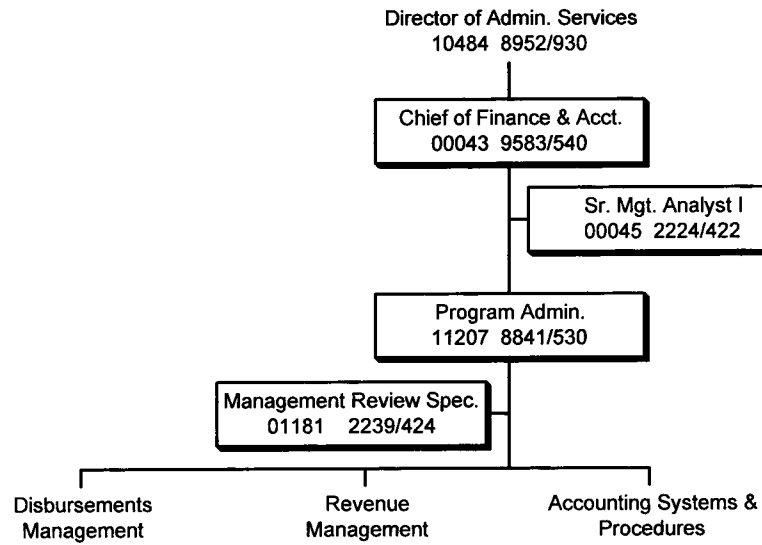 Director of Admin. Services
10484 8952/930
Chief of Finance & Acct.
00043 9583/540
Sr. Mgt. Analyst I
00045 2224/422
Program Admin.
11207 8841/530
Management Review Spec.
01181 2239/424
Disbursements
Management
Revenue
Management
Accounting Systems &
Procedures